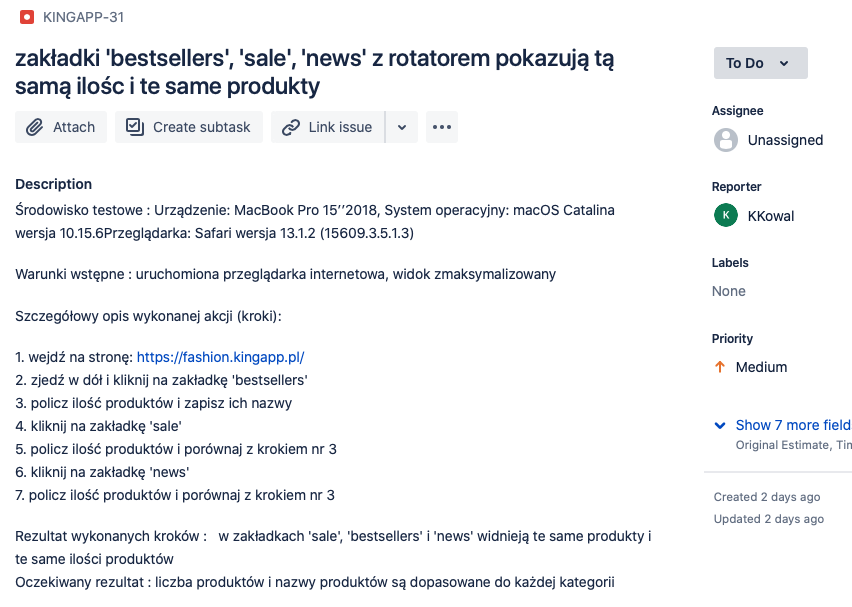 KINGAPP-31
zakładki 'bestsellers', 'sale', 'news' z rotatorem pokazują tą
samą ilośc i te same produkty
Attach
Create subtask
Link issue
Description
Środowisko testowe : Urządzenie: MacBook Pro 15’’2018, System operacyjny: macOS Catalina
wersja 10.15.6Przeglądarka: Safari wersja 13.1.2 (15609.3.5.1.3)
Warunki wstępne : uruchomiona przeglądarka internetowa, widok zmaksymalizowany
Szczegółowy opis wykonanej akcji (kroki):
1. wejdź na stronę: https://fashion.kingapp.pl/
2. zjedź w dół i kliknij na zakładkę 'bestsellers'
3. policz ilość produktów i zapisz ich nazwy
4. kliknij na zakładkę 'sale'
5. policz ilość produktów i porównaj z krokiem nr 3
6. kliknij na zakładkę 'news'
7. policz ilość produktów i porównaj z krokiem nr 3
Rezultat wykonanych kroków :   w zakładkach 'sale', 'bestsellers' i 'news' widnieją te same produkty i
te same ilości produktów
Oczekiwany rezultat : liczba produktów i nazwy produktów są dopasowane do każdej kategorii
To Do
Assignee
Unassigned
Reporter
K
KKowal
Labels
None
Priority
Medium
Show 7 more field
Original Estimate, Tim
Created 2 days ago
Updated 2 days ago